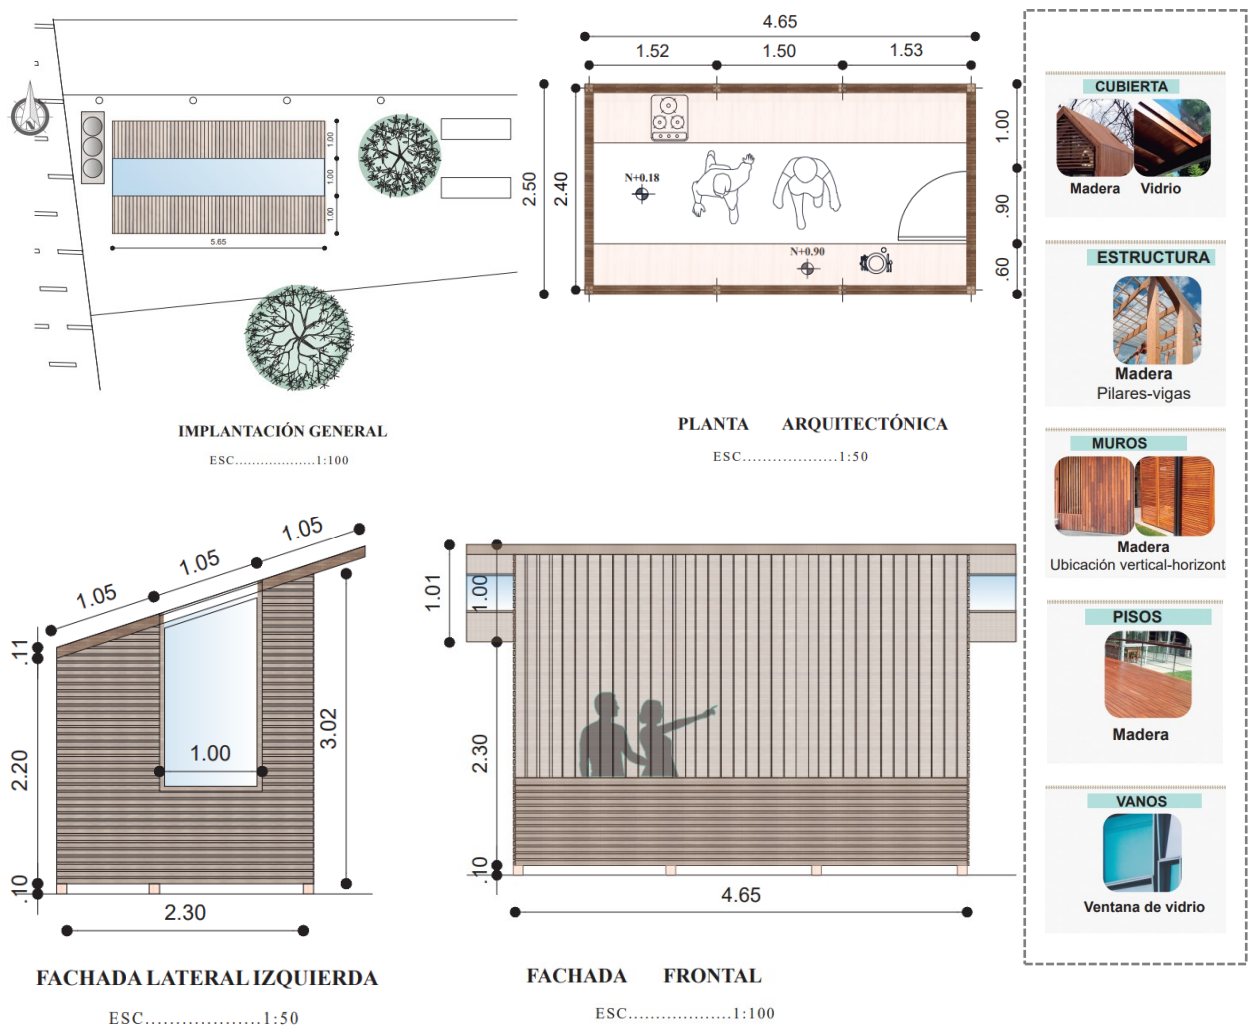 1.00
1.00
1.00
5.65
N
IMPLANTACIÓN GENERAL
ESC...................1:100
4.65
1.52
1.50
1.53
2.50
2.40
1.00
.90
.60
N+0.18
N+0.90
PLANTA ARQUITECTÓNICA
ESC...................1:50
1.05
1.05
1.05
.11
2.20
.10
1.00
3.02
2.30
FACHADA LATERAL IZQUIERDA
ESC...................1:50
1.01
1.00
2.30
.10
4.65
FACHADA FRONTAL
ESC...................1:100
CUBIERTA
Madera Vidrio
ESTRUCTURA
Madera
Pilares-vigas
MUROS
Madera
Ubicación vertical-horizont
PISOS
Madera
VANOS
Ventana de vidrio